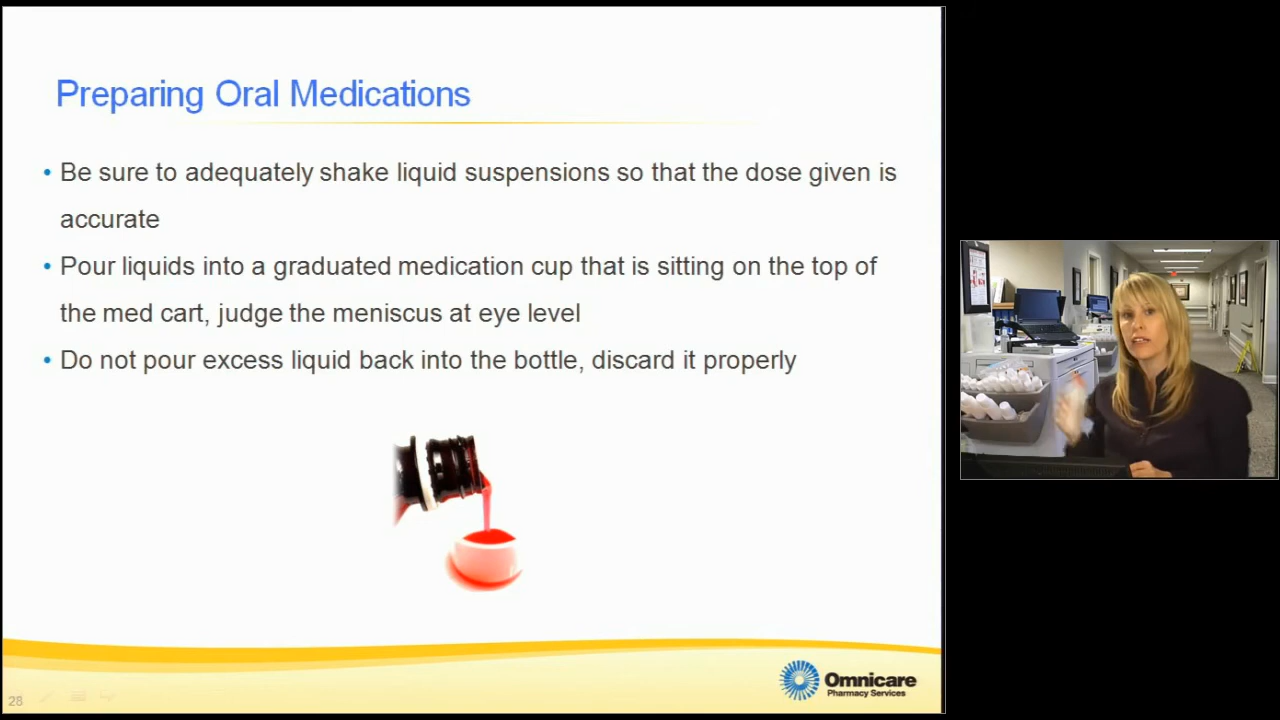 Preparing Oral Medications
• Be sure to adequately shake liquid suspensions so that the dose given is
accurate
• Pour liquids into a graduated medication cup that is sitting on the top of
the med cart, judge the meniscus at eye level
• Do not pour excess liquid back into the bottle, discard it properly
28
Omnicare
Pharmacy Services